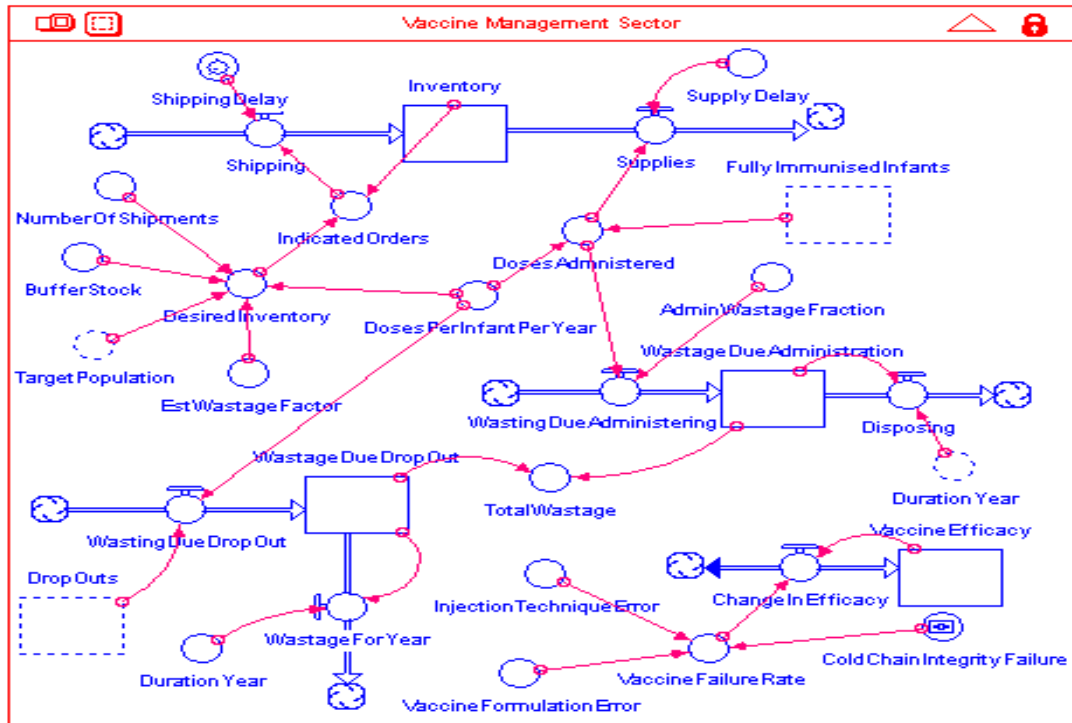 Vaccine Management Sector
Shipping Delay
Inventory
Supply Delay
Shipping
Supplies
Fully Immunised Infants
Number Of Shipments
Indicated Orders
Doses Admnistered
Buffer Stock
Desired Inventory
Doses Per Infant Per Year
Admin Wastage Fraction
Target Population
Wastage Due Administration
Est Wastage Factor
Wasting Due Administering
Disposing
Wastage Due Drop Out
Total Wastage
Duration Year
Wasting Due Drop Out
Vaccine Efficacy
Drop Outs
Injection Technique Error
Change In Efficacy
Wastage For Year
Cold Chain Integrity Failure
Duration Year
Vaccine Failure Rate
Vaccine Formulation Error